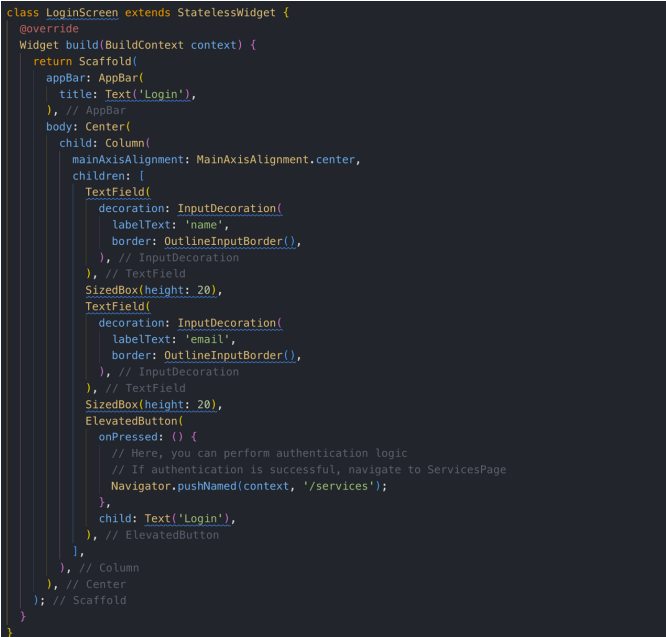 class LoginScreen extends StatelessWidget {
  @override
  Widget build(BuildContext context) {
    return Scaffold(
      appBar: AppBar(
        title: Text('Login'),
      ), // AppBar
      body: Center(
        child: Column(
          mainAxisAlignment: MainAxisAlignment.center,
          children: [
            TextField(
              decoration: InputDecoration(
                labelText: 'name',
                border: OutlineInputBorder(),
              ), // InputDecoration
            ), // TextField
            SizedBox(height: 20),
            TextField(
              decoration: InputDecoration(
                labelText: 'email',
                border: OutlineInputBorder(),
              ), // InputDecoration
            ), // TextField
            SizedBox(height: 20),
            ElevatedButton(
              onPressed: () {
                // Here, you can perform authentication logic
                // If authentication is successful, navigate to ServicesPage
                Navigator.pushNamed(context, '/services');
              },
              child: Text('Login'),
            ), // ElevatedButton
          ],
        ), // Column
      ), // Center
    ); // Scaffold
  }
}